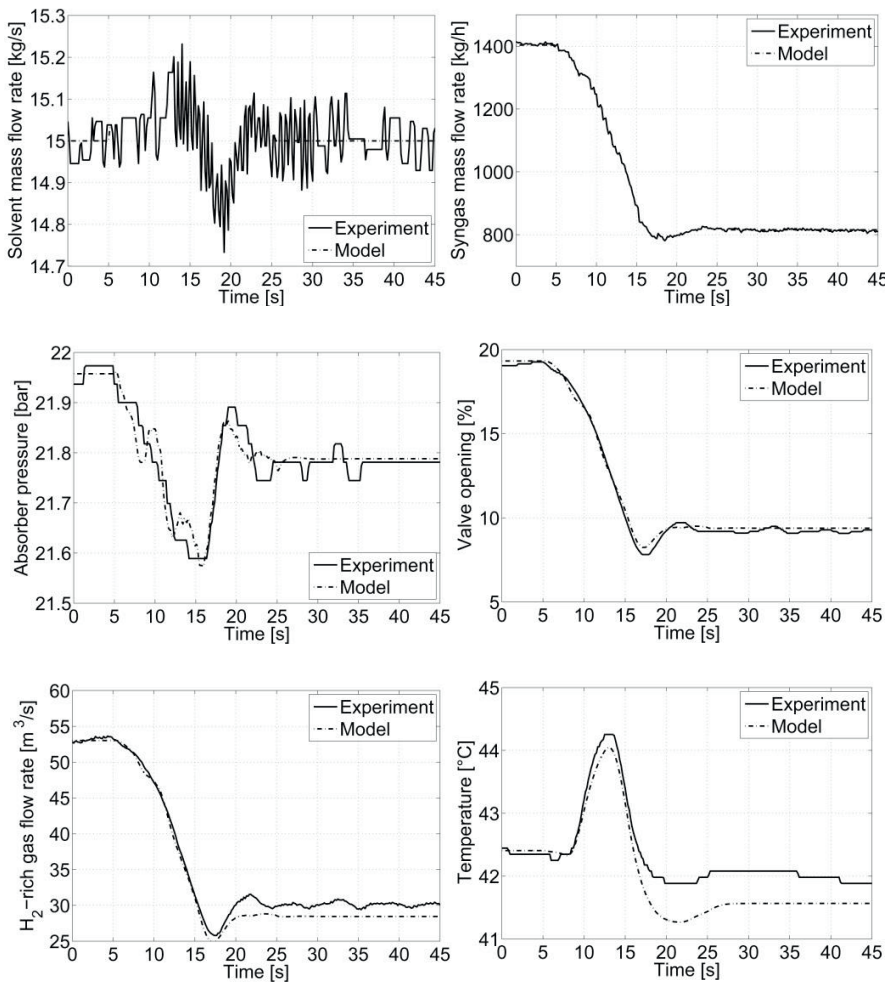 15.3
15.2
15.1
15
14.9
14.8
14.7
0 5 10 15 20 25 30 35 40 45
Solvent mass flow rate [kg/s]
Time [s]
Experiment
Model
1400
1200
1000
800
0 5 10 15 20 25 30 35 40 45
Syngas mass flow rate [kg/h]
Time [s]
Experiment
Model
22
21.9
21.8
21.7
21.6
21.5
0 5 10 15 20 25 30 35 40 45
Absorber pressure [bar]
Time [s]
Experiment
Model
20
15
10
5
0 5 10 15 20 25 30 35 40 45
Valve opening [%]
Time [s]
Experiment
Model
60
55
50
45
40
35
30
25
0 5 10 15 20 25 30 35 40 45
H₂−rich gas flow rate [m³/s]
Time [s]
Experiment
Model
45
44
43
42
41
0 5 10 15 20 25 30 35 40 45
Temperature [°C]
Time [s]
Experiment
Model